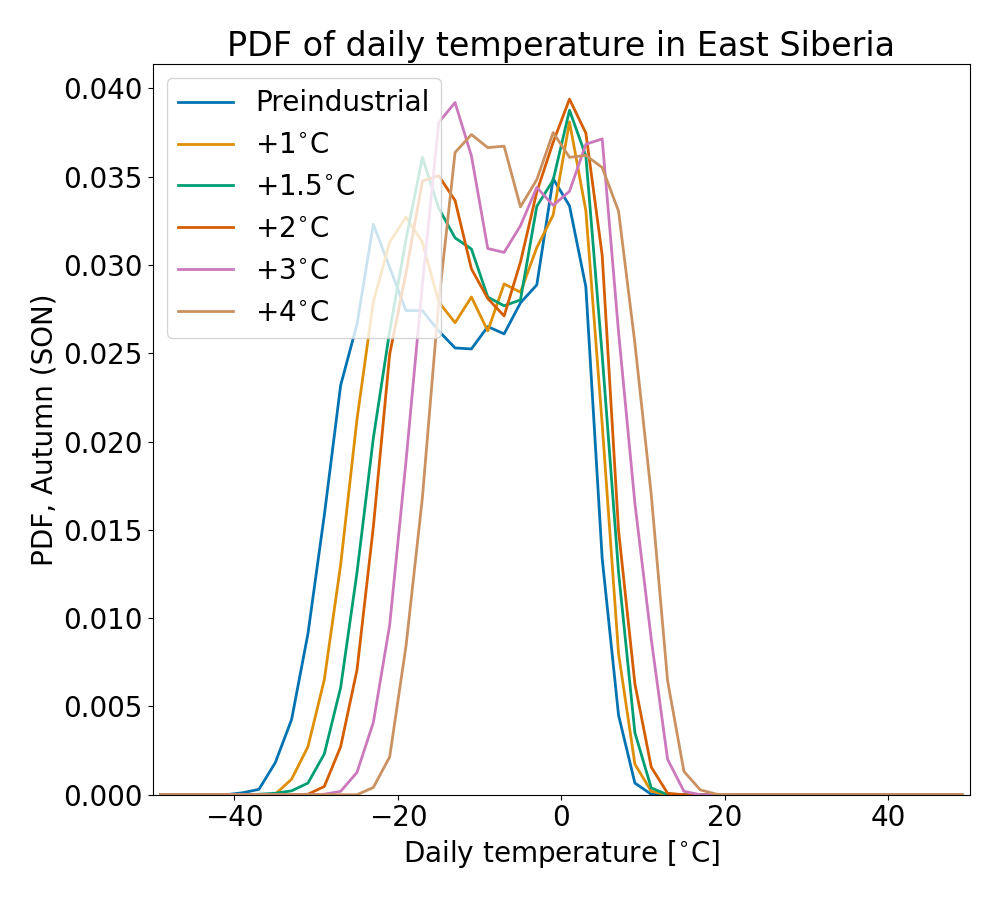 PDF of daily temperature in East Siberia
PDF, Autumn (SON)
0.040
0.035
0.030
0.025
0.020
0.015
0.010
0.005
0.000
Preindustrial
+1°C
+1.5°C
+2°C
+3°C
+4°C
−40 −20 0 20 40
Daily temperature [°C]